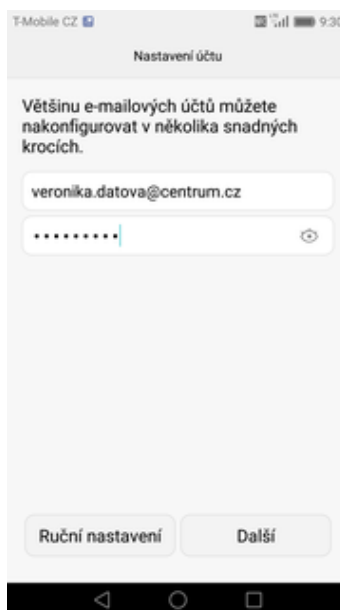 T-Mobile CZ 9:30
Nastavení účtu
Většinu e-mailových účtů můžete
nakonfigurovat v několika snadných
krocích.
veronika.datova@centrum.cz
•••••••••
Ruční nastavení Další